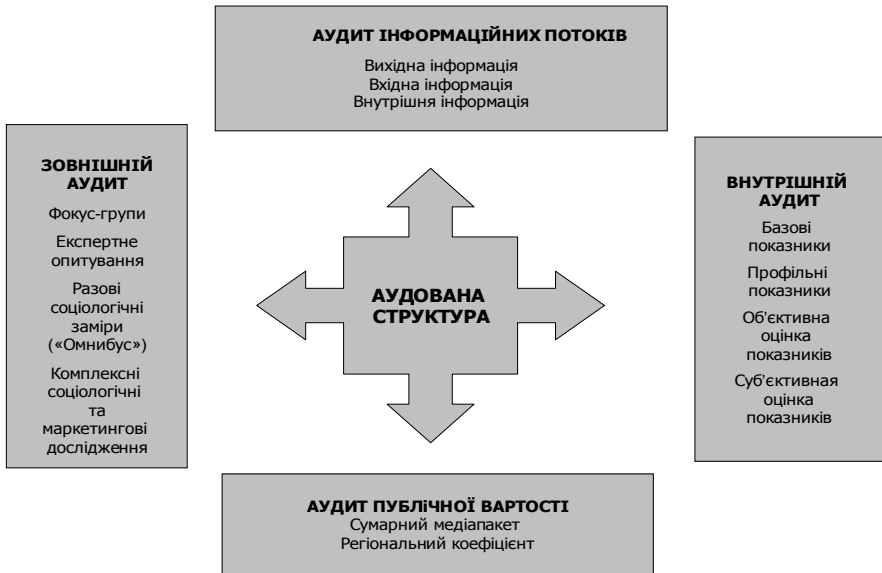 АУДИТ ІНФОРМАЦІЙНИХ ПОТОКІВ
Вихідна інформація
Вхідна інформація
Внутрішня інформація
ЗОВНІШНІЙ
АУДИТ
Фокус-групи
Експертне
опитування
Разові
соціологічні
заміри
(«Омнибус»)
Комплексні
соціологічні
та
маркетингові
дослідження
АУДОВАНА
СТРУКТУРА
ВНУТРІШНІЙ
АУДИТ
Базові
показники
Профільні
показники
Об’єктивна
оцінка
показників
Суб’єктивная
оцінка
показників
АУДИТ ПУБЛіЧНОЇ ВАРТОСТІ
Сумарний медіапакет
Регіональний коефіцієнт